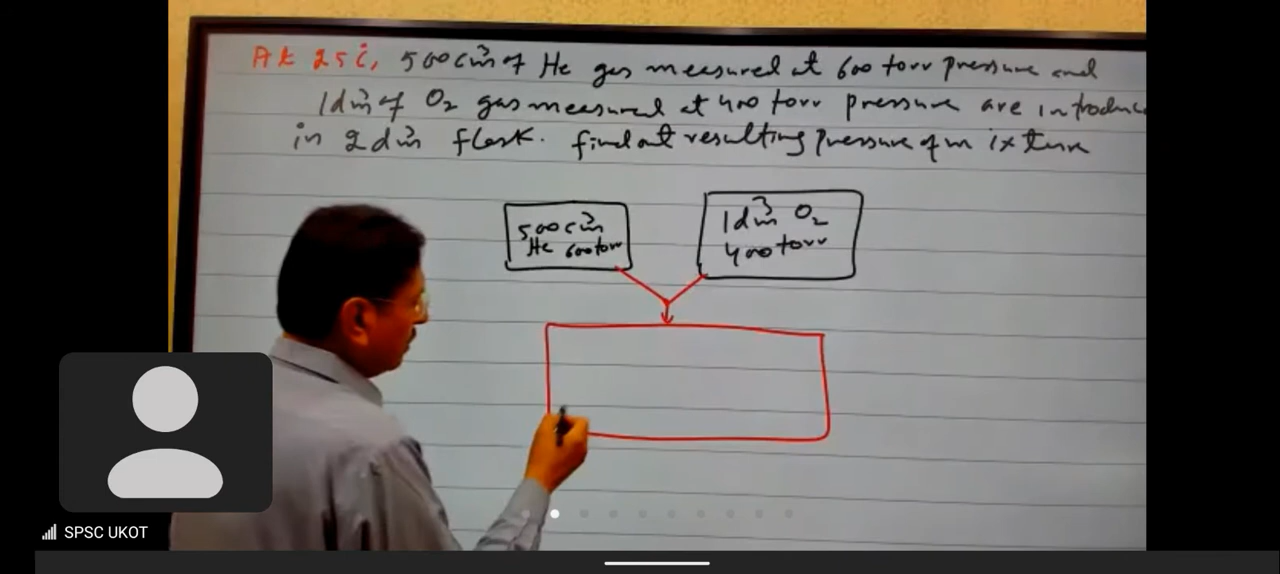 At 25°C, 500cm³ of He gas measured at 600 torr pressure and
1dm³ of O₂ gas measured at 400 torr pressure are introduc
in 2dm³ flask. find out resulting pressure of mixture
500cm³
He 600torr
1dm³ O₂
400torr
SPSC UKOT